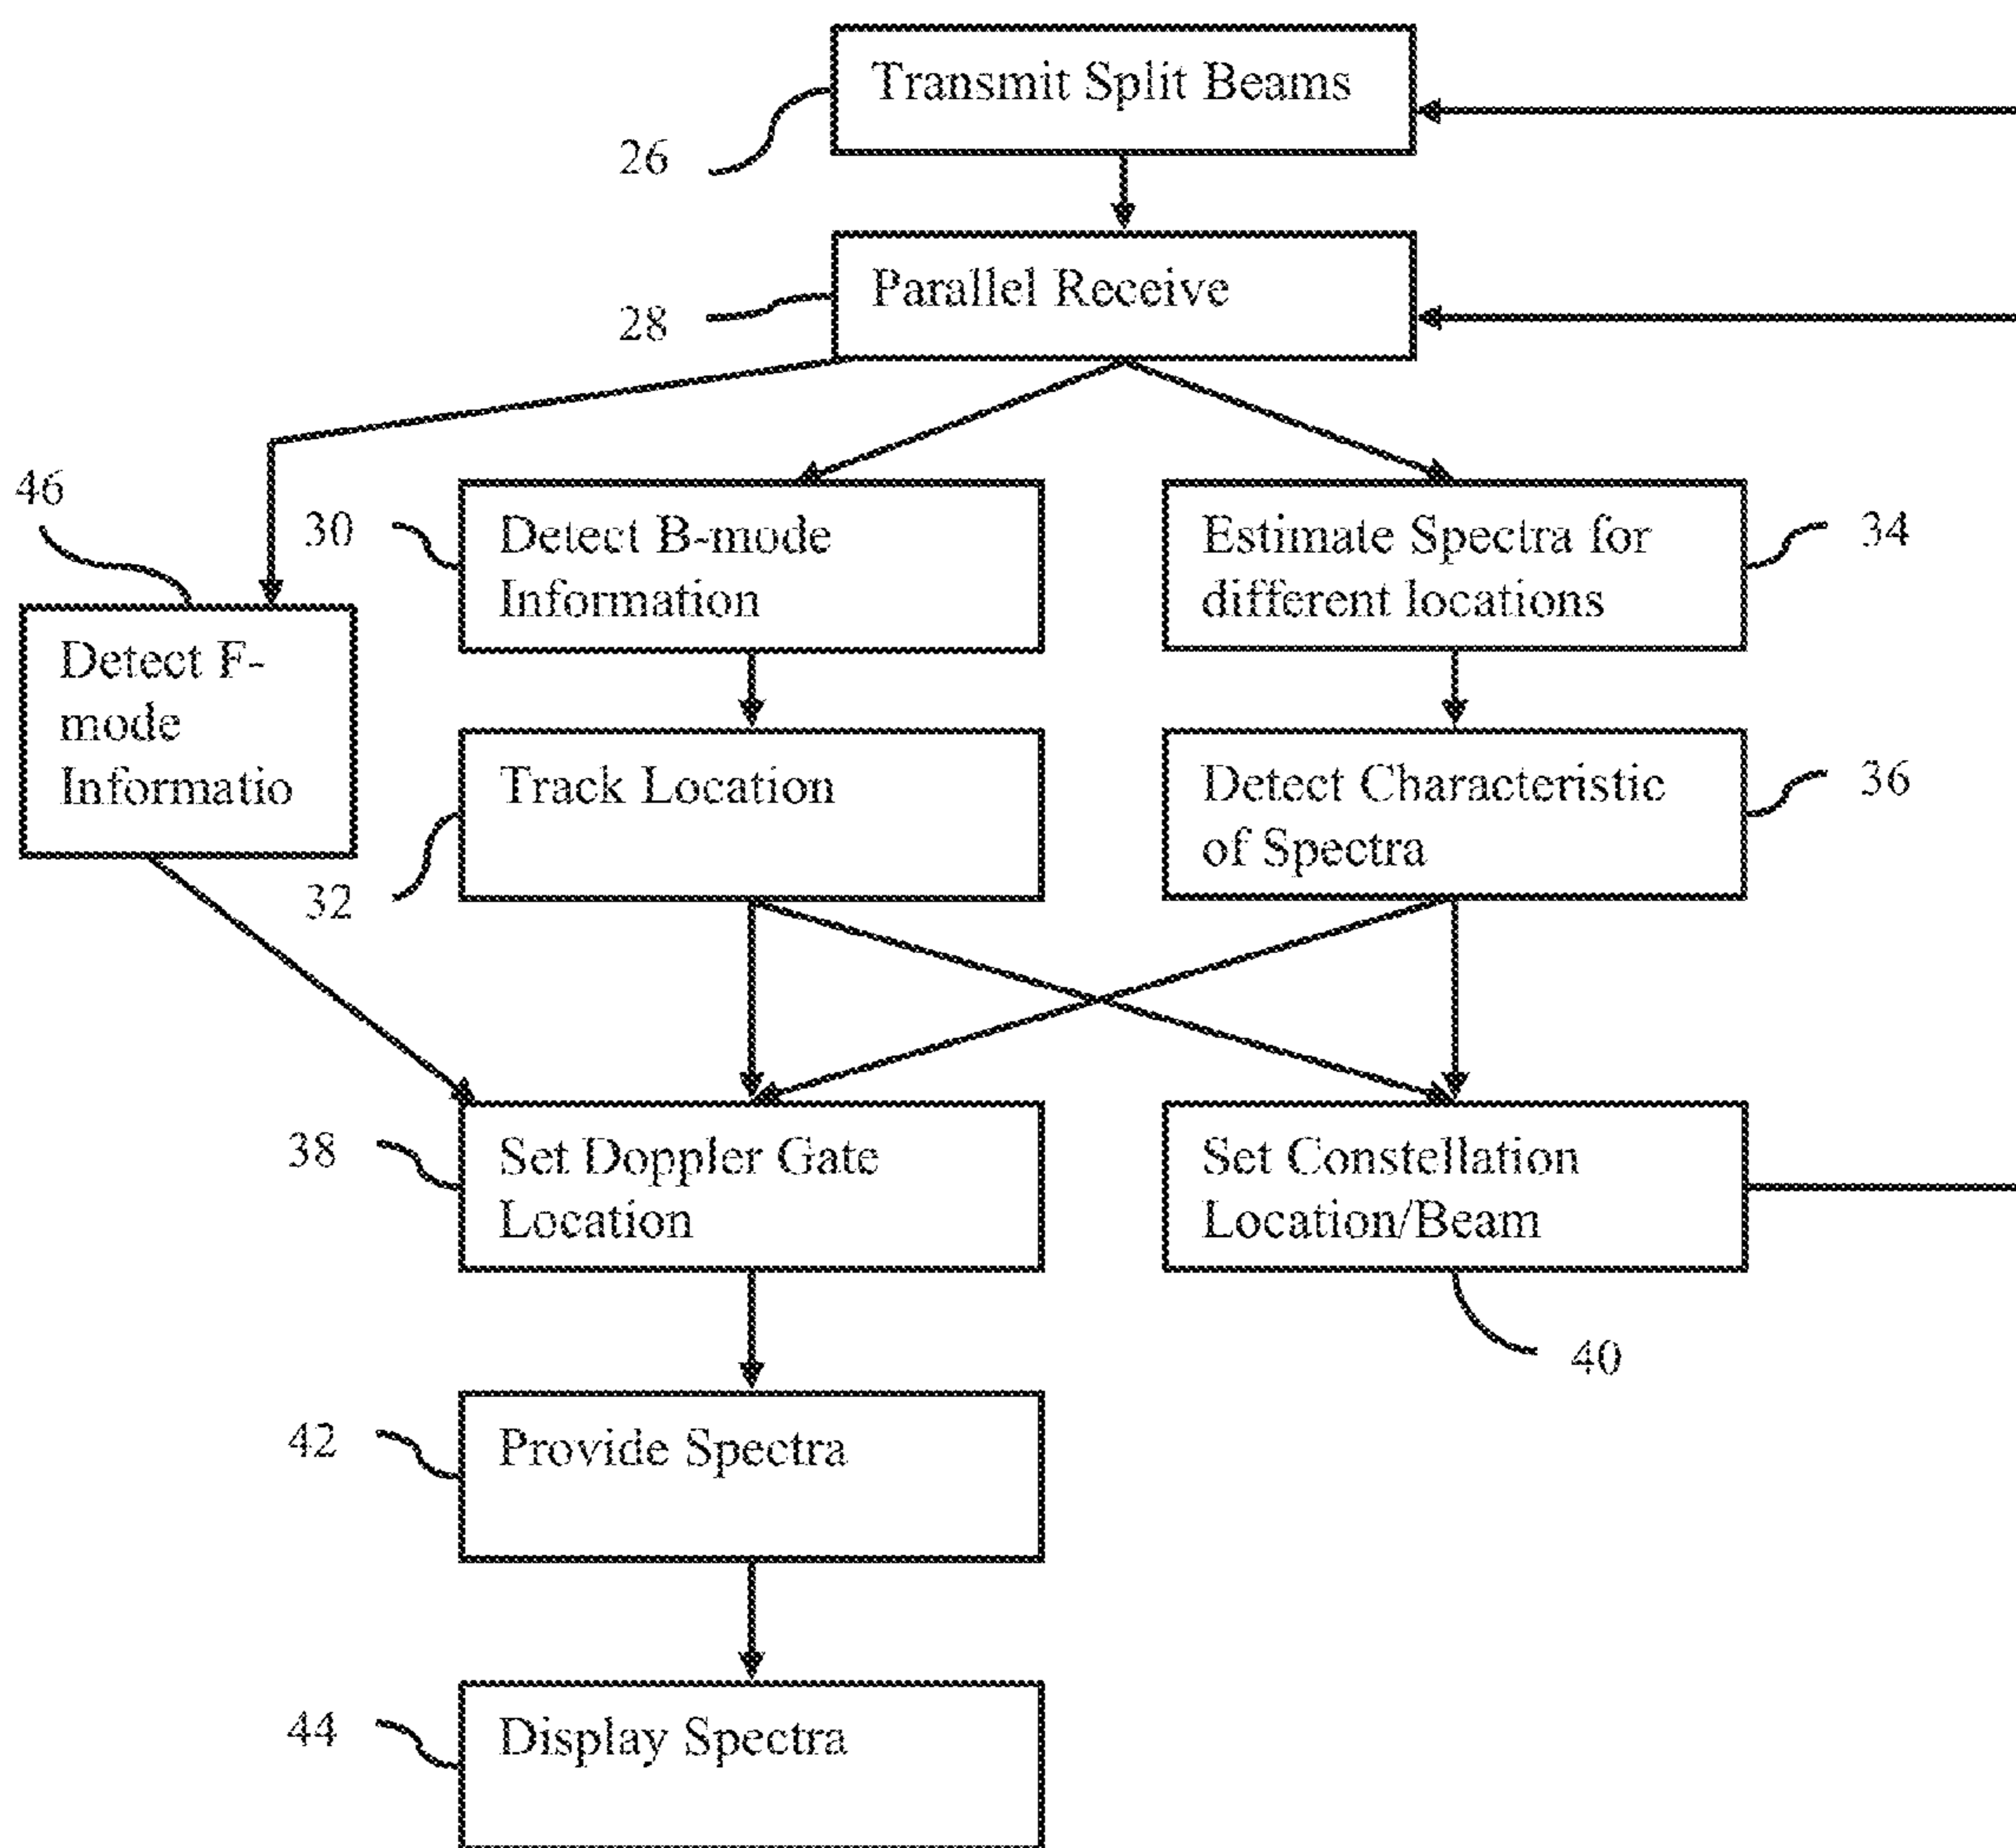 Transmit Split Beams
26
Parallel Receive
28
46
30
Detect B-mode
Information
Estimate Spectra for
different locations
34
Detect F-
mode
Informatio
Track Location
32
Detect Characteristic
of Spectra
36
38
Set Doppler Gate
Location
Set Constellation
Location/Beam
40
42
Provide Spectra
44
Display Spectra